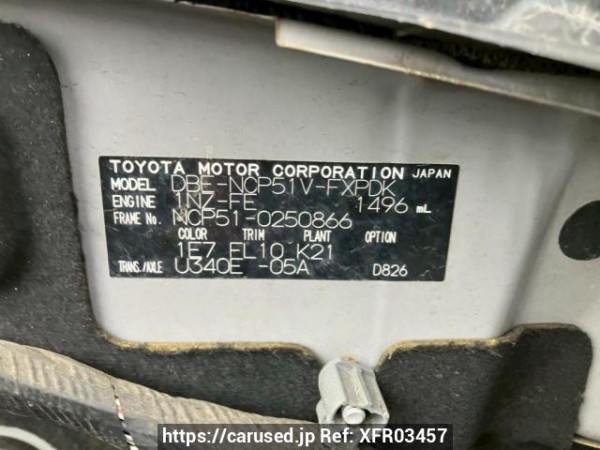 TOYOTA MOTOR CORPORATION JAPAN
MODEL DBE-NCP51V-FXPDK
ENGINE 1NZ-FE 1496 mL
FRAME No. NCP51-0250866
COLOR TRIM PLANT OPTION
1E7 FL10 K21
TRANS./AXLE U340E -05A D826
https://carused.jp Ref: XFR03457